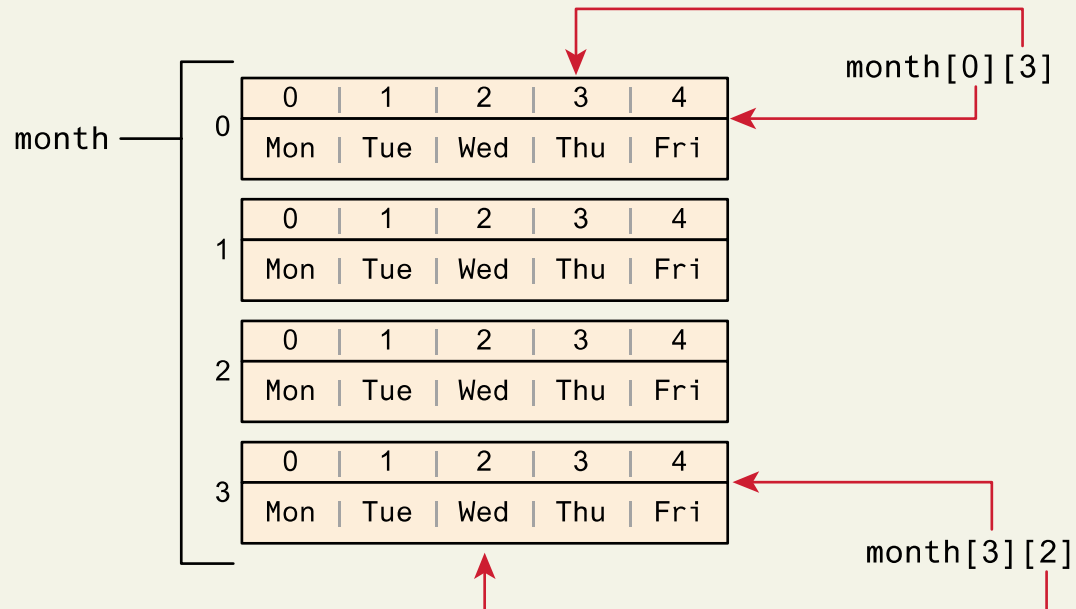 month[0][3]
0 | 1 | 2 | 3 | 4
0
Mon | Tue | Wed | Thu | Fri
month
0 | 1 | 2 | 3 | 4
1
Mon | Tue | Wed | Thu | Fri
0 | 1 | 2 | 3 | 4
2
Mon | Tue | Wed | Thu | Fri
0 | 1 | 2 | 3 | 4
3
Mon | Tue | Wed | Thu | Fri
month[3][2]